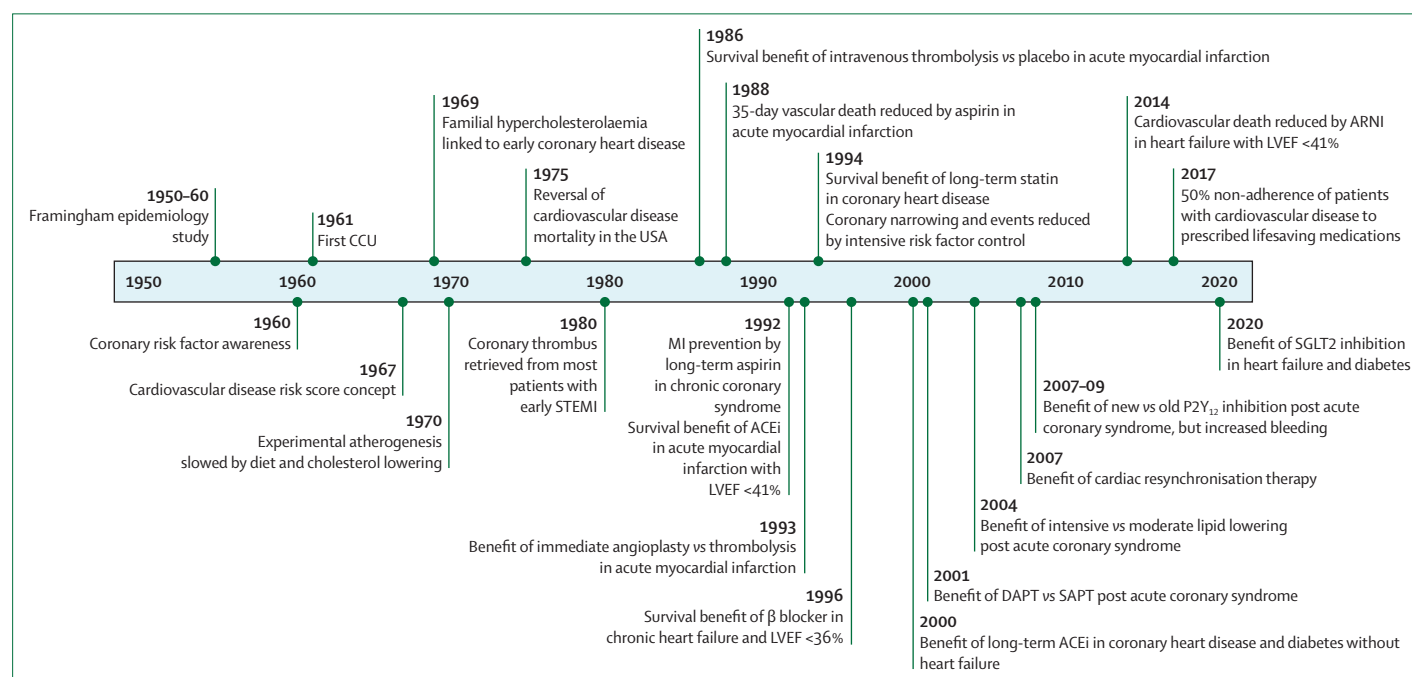 1986
Survival benefit of intravenous thrombolysis vs placebo in acute myocardial infarction
1988
35-day vascular death reduced by aspirin in
acute myocardial infarction
1969
Familial hypercholesterolaemia
linked to early coronary heart disease
2014
Cardiovascular death reduced by ARNI
in heart failure with LVEF <41%
1994
Survival benefit of long-term statin
in coronary heart disease
Coronary narrowing and events reduced
by intensive risk factor control
1975
Reversal of
cardiovascular disease
mortality in the USA
2017
50% non-adherence of patients
with cardiovascular disease to
prescribed lifesaving medications
1950–60
Framingham epidemiology
study
1961
First CCU
1950 1960 1970 1980 1990 2000 2010 2020
1960
Coronary risk factor awareness
1967
Cardiovascular disease risk score concept
1970
Experimental atherogenesis
slowed by diet and cholesterol lowering
1980
Coronary thrombus
retrieved from most
patients with
early STEMI
1992
MI prevention by
long-term aspirin
in chronic coronary
syndrome
Survival benefit of ACEi
in acute myocardial
infarction with
LVEF <41%
1993
Benefit of immediate angioplasty vs thrombolysis
in acute myocardial infarction
1996
Survival benefit of β blocker in
chronic heart failure and LVEF <36%
2020
Benefit of SGLT2 inhibition
in heart failure and diabetes
2007–09
Benefit of new vs old P2Y₁₂ inhibition post acute
coronary syndrome, but increased bleeding
2007
Benefit of cardiac resynchronisation therapy
2004
Benefit of intensive vs moderate lipid lowering
post acute coronary syndrome
2001
Benefit of DAPT vs SAPT post acute coronary syndrome
2000
Benefit of long-term ACEi in coronary heart disease and diabetes without
heart failure